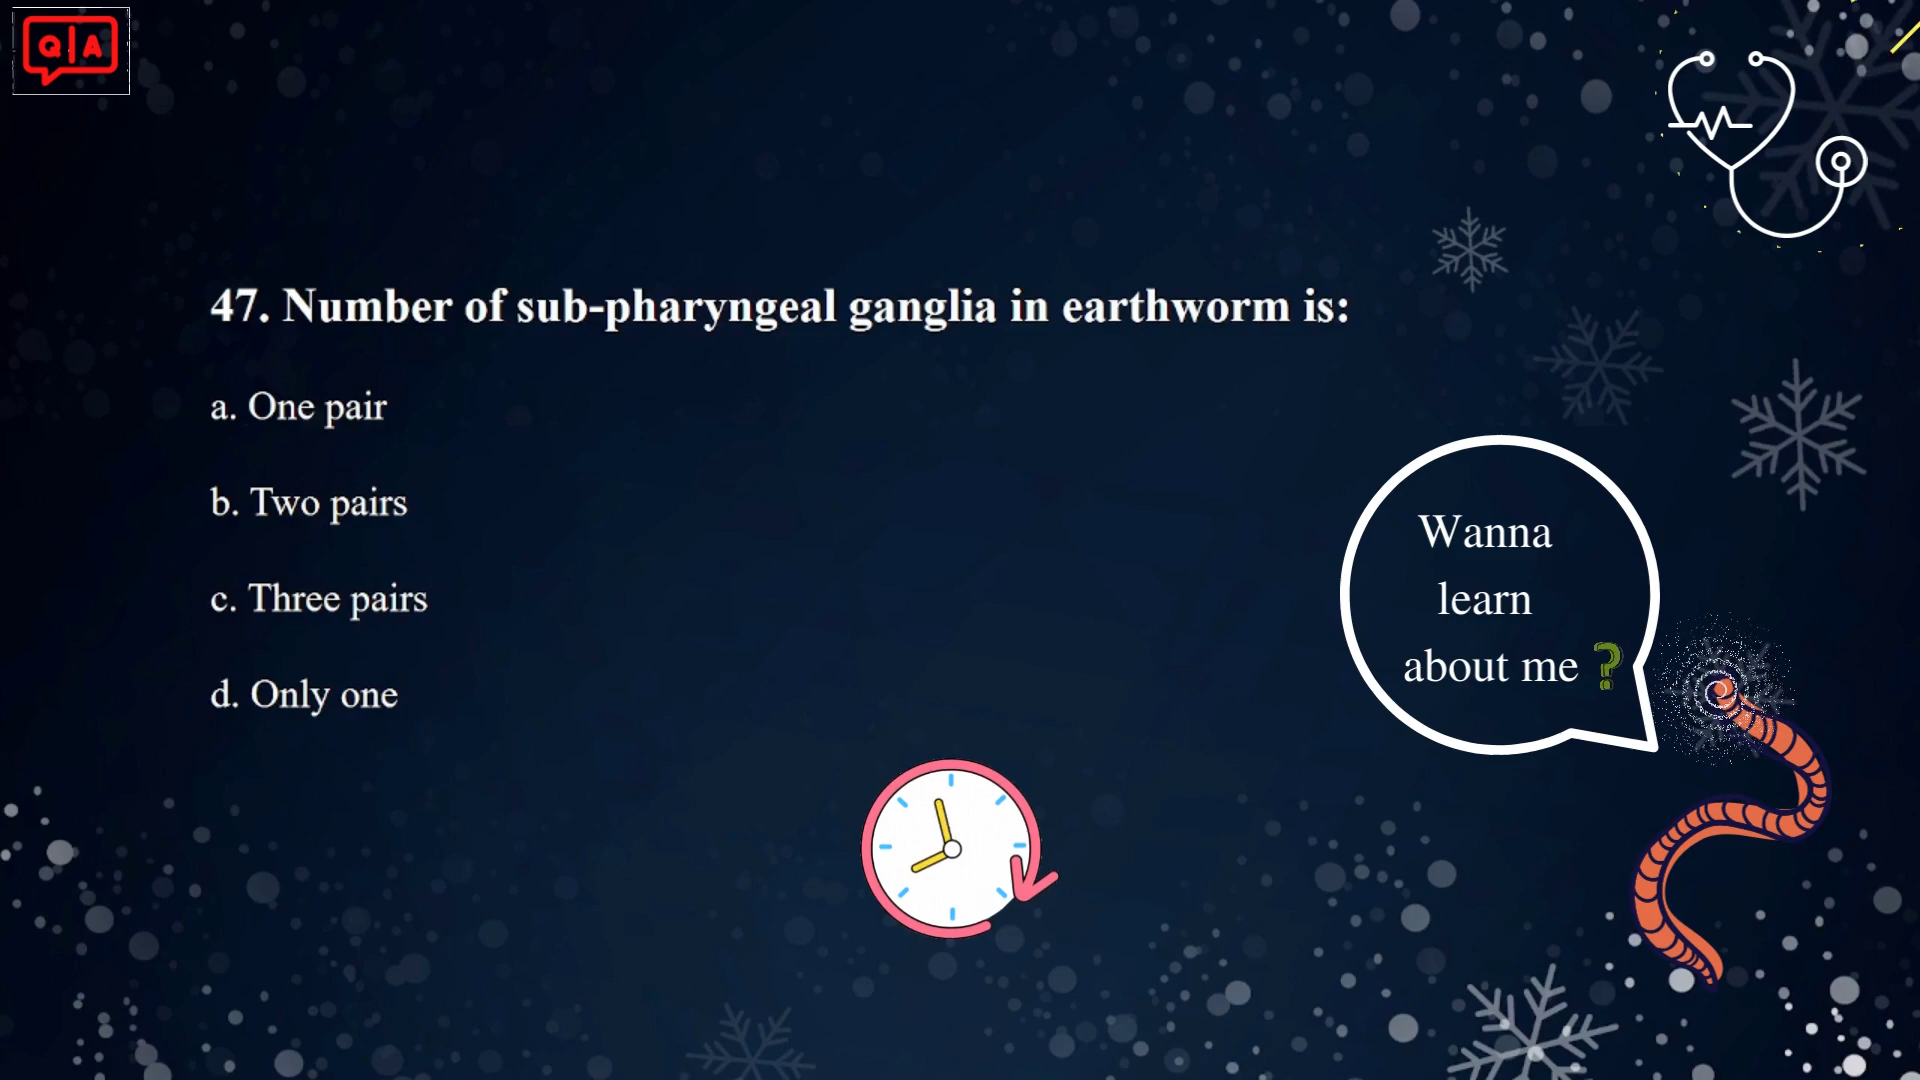 Q|A
47. Number of sub-pharyngeal ganglia in earthworm is:
a. One pair
b. Two pairs
c. Three pairs
d. Only one
Wanna
learn
about me ?